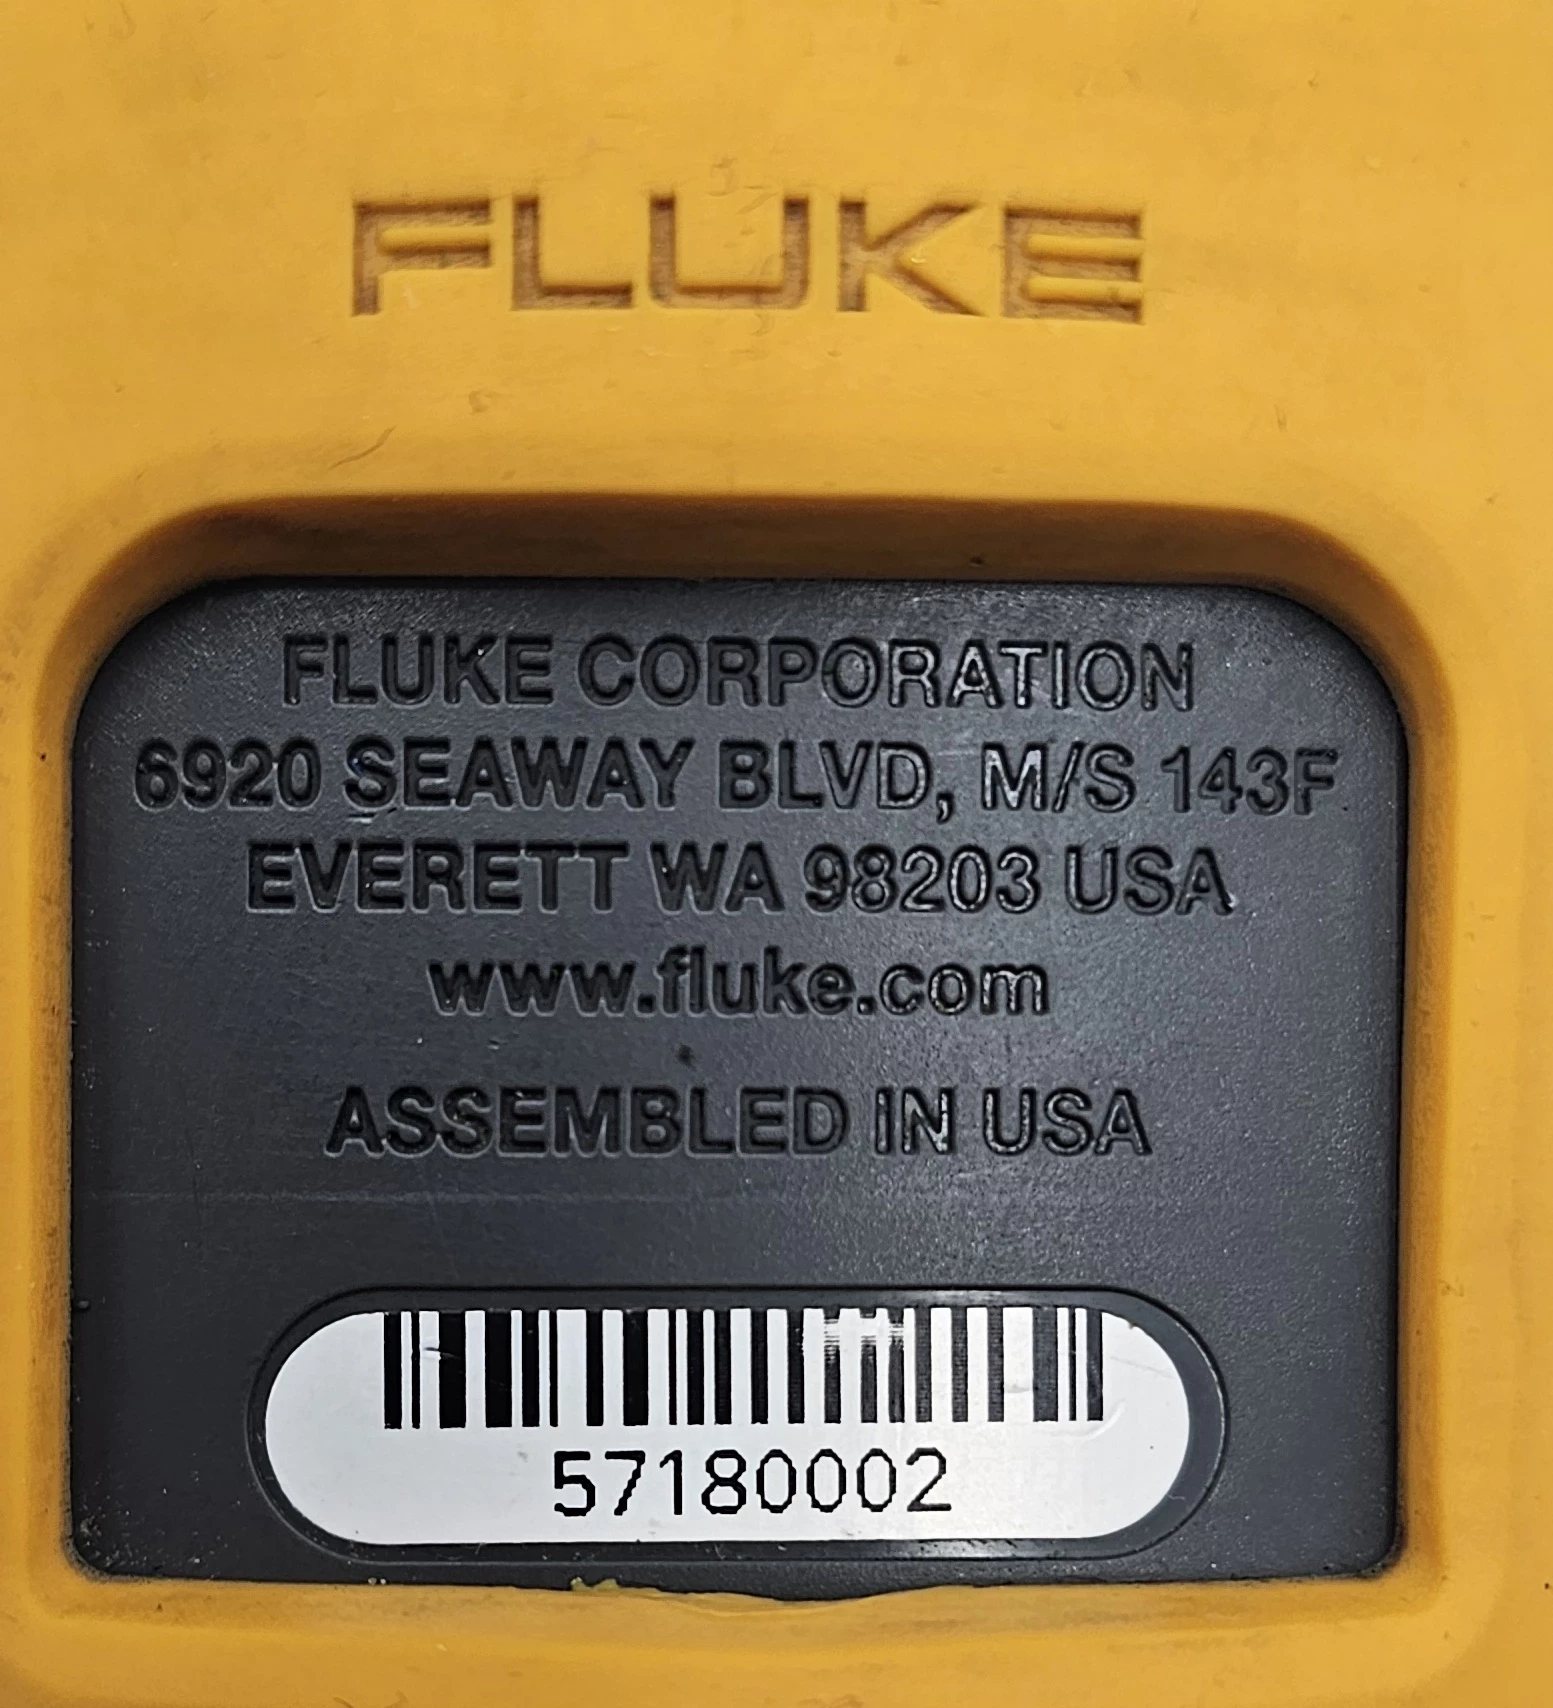 FLUKE
FLUKE CORPORATION
6920 SEAWAY BLVD, M/S 143F
EVERETT WA 98203 USA
www.fluke.com
ASSEMBLED IN USA
57180002